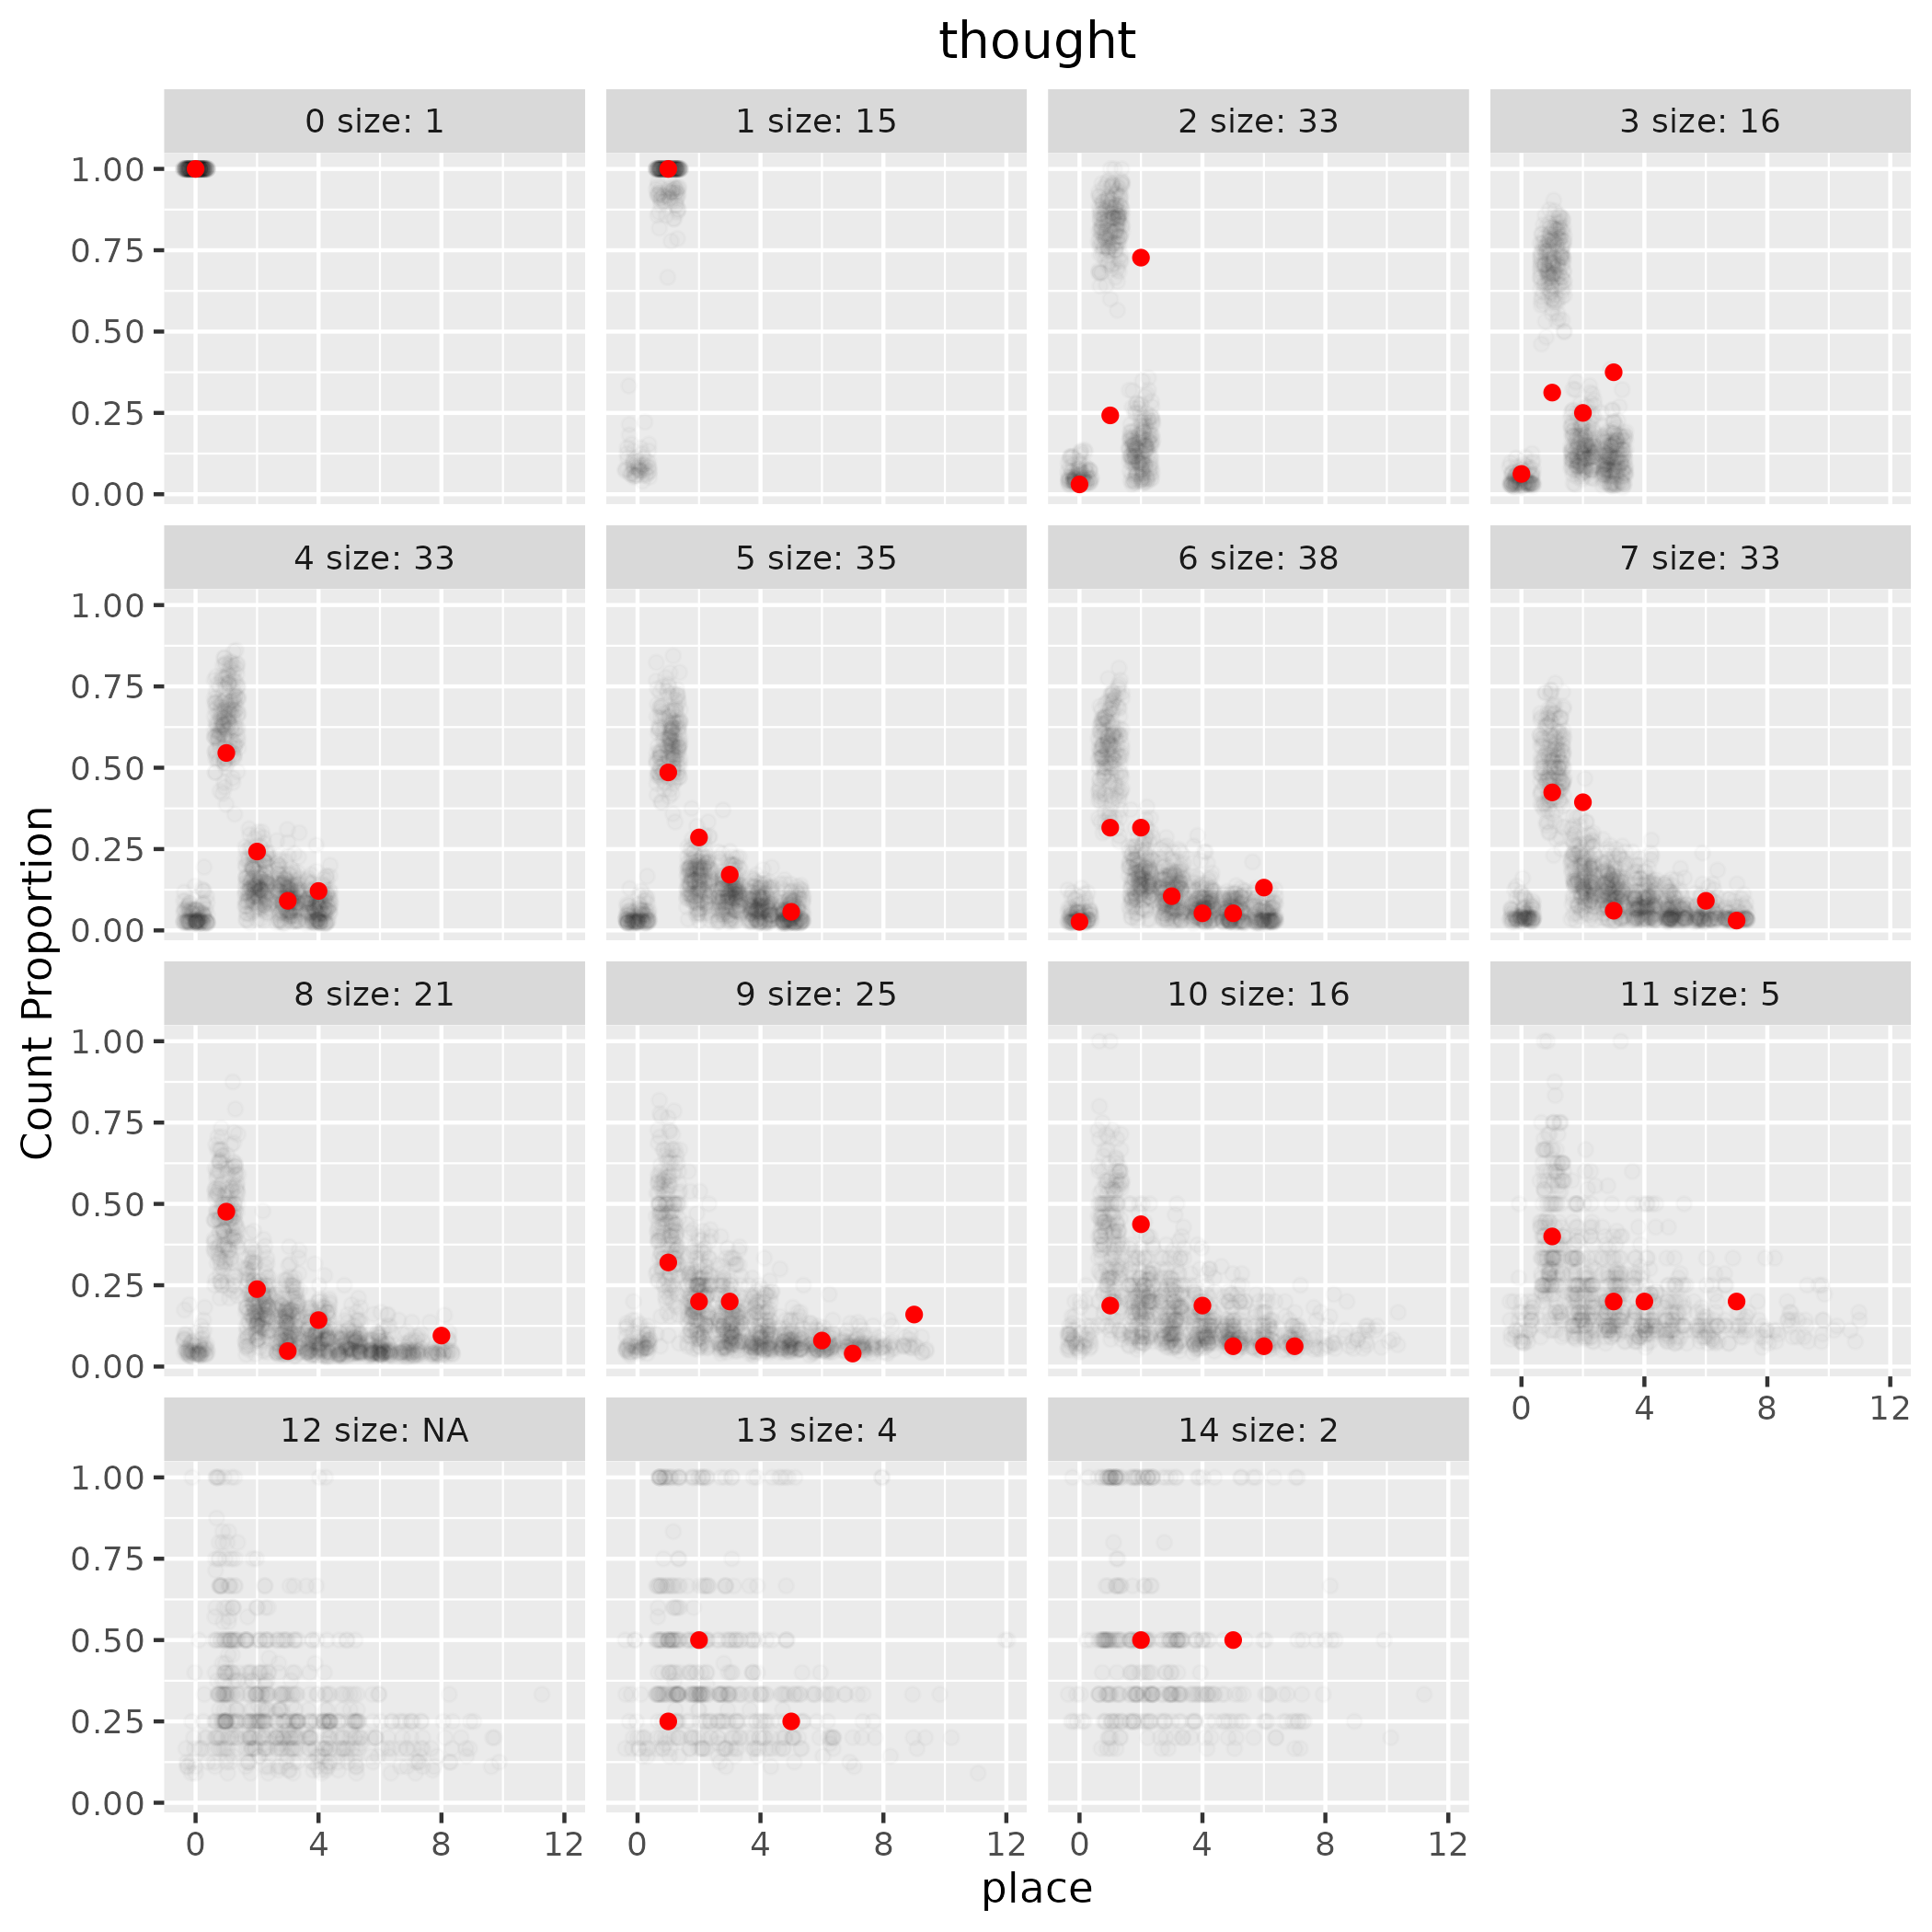 thought
0 size: 1
1 size: 15
2 size: 33
3 size: 16
1.00
0.75
0.50
0.25
0.00
4 size: 33
5 size: 35
6 size: 38
7 size: 33
1.00
0.75
0.50
0.25
0.00
8 size: 21
9 size: 25
10 size: 16
11 size: 5
1.00
0.75
0.50
0.25
0.00
0 4 8 12
12 size: NA
13 size: 4
14 size: 2
1.00
0.75
0.50
0.25
0.00
0 4 8 12
0 4 8 12
0 4 8 12
Count Proportion
place